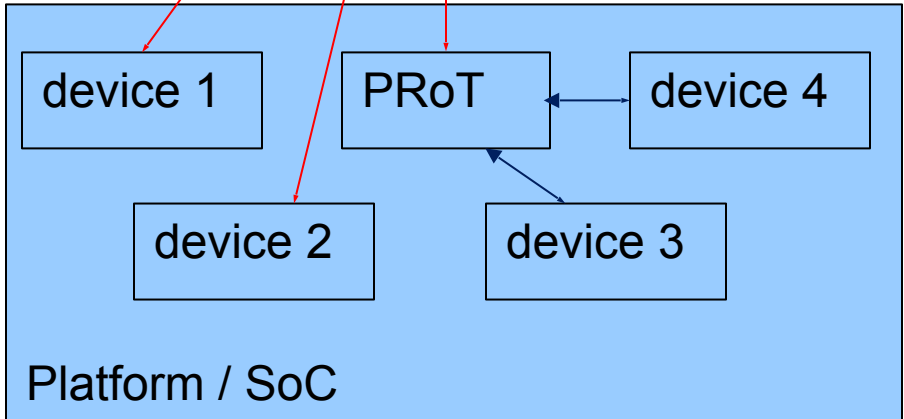 device 1
PRoT
device 4
device 2
device 3
Platform / SoC